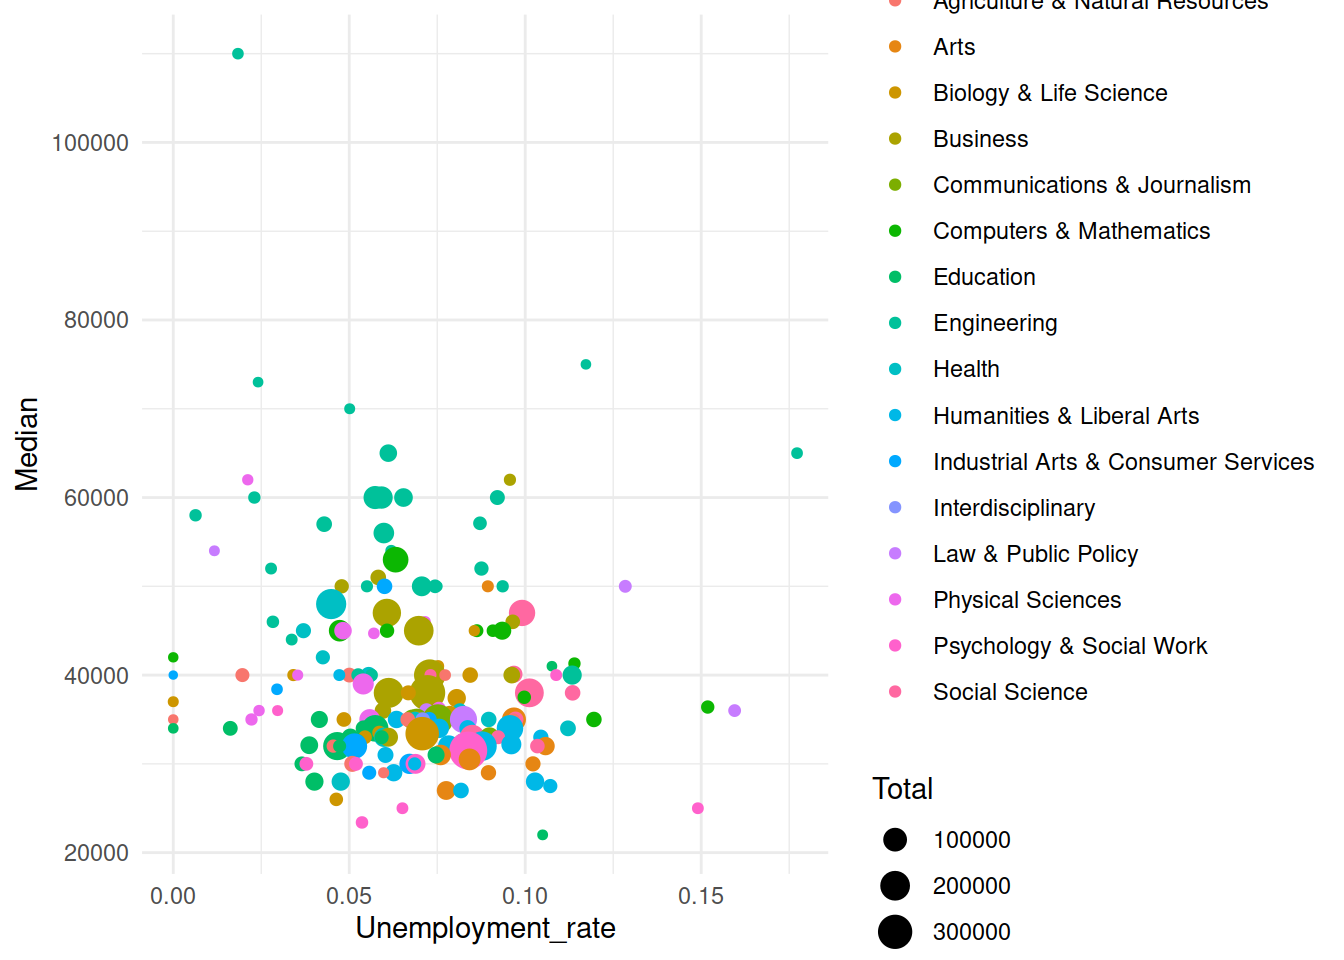 Agriculture & Natural Resources
Arts
Biology & Life Science
Business
Communications & Journalism
Computers & Mathematics
Education
Engineering
Health
Humanities & Liberal Arts
Industrial Arts & Consumer Services
Interdisciplinary
Law & Public Policy
Physical Sciences
Psychology & Social Work
Social Science
Total
100000
200000
300000
Median
100000
80000
60000
40000
20000
0.00
0.05
0.10
0.15
Unemployment_rate